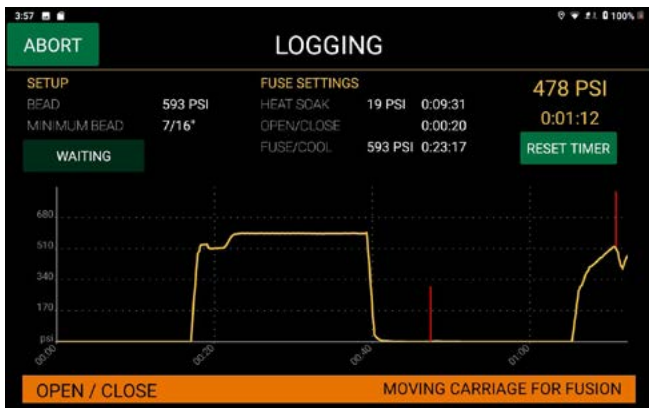 3:57 100%
ABORT LOGGING
SETUP FUSE SETTINGS 478 PSI
BEAD 593 PSI HEAT SOAK 19 PSI 0:09:31
0:01:12
MINIMUM BEAD 7/16" OPEN/CLOSE 0:00:20
WAITING FUSE/COOL 593 PSI 0:23:17 RESET TIMER
680
510
340
170
psi
00:00 00:20 00:40 01:00
OPEN / CLOSE MOVING CARRIAGE FOR FUSION